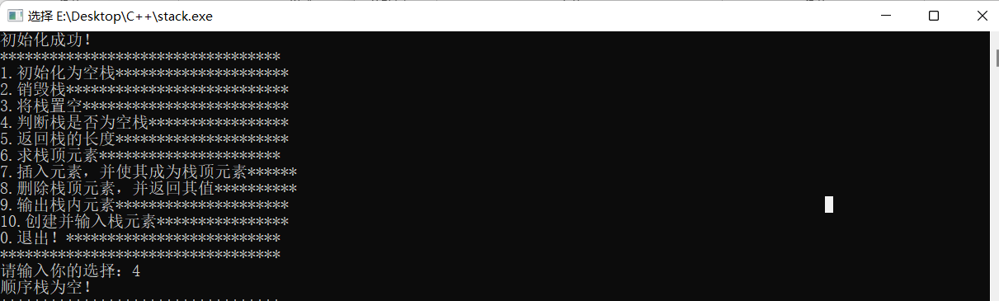 选择 E:\Desktop\C++\stack.exe
初始化成功！
**********************************
1.初始化为空栈*********************
2.销毁栈***************************
3.将栈置空*************************
4.判断栈是否为空栈*****************
5.返回栈的长度*********************
6.求栈顶元素**********************
7.插入元素，并使其成为栈顶元素******
8.删除栈顶元素，并返回其值**********
9.输出栈内元素*********************
10.创建并输入栈元素****************
0.退出！**************************
**********************************
请输入你的选择：4
顺序栈为空！